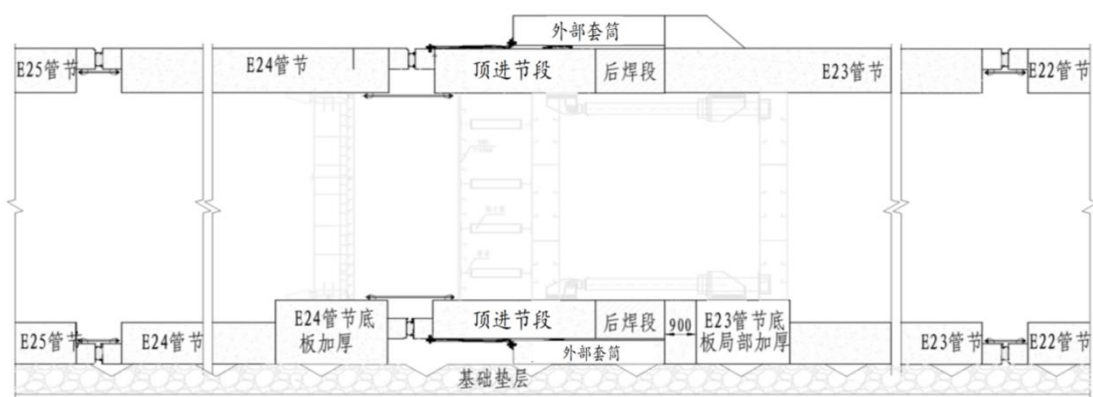 外部套筒
E25管节
E24管节
顶进节段
后焊段
E23管节
E22管节
E25管节
E24管节
E24管节底
板加厚
顶进节段
后焊段
900
E23管节底
板局部加厚
E23管节
E22管节
外部套筒
基础垫层